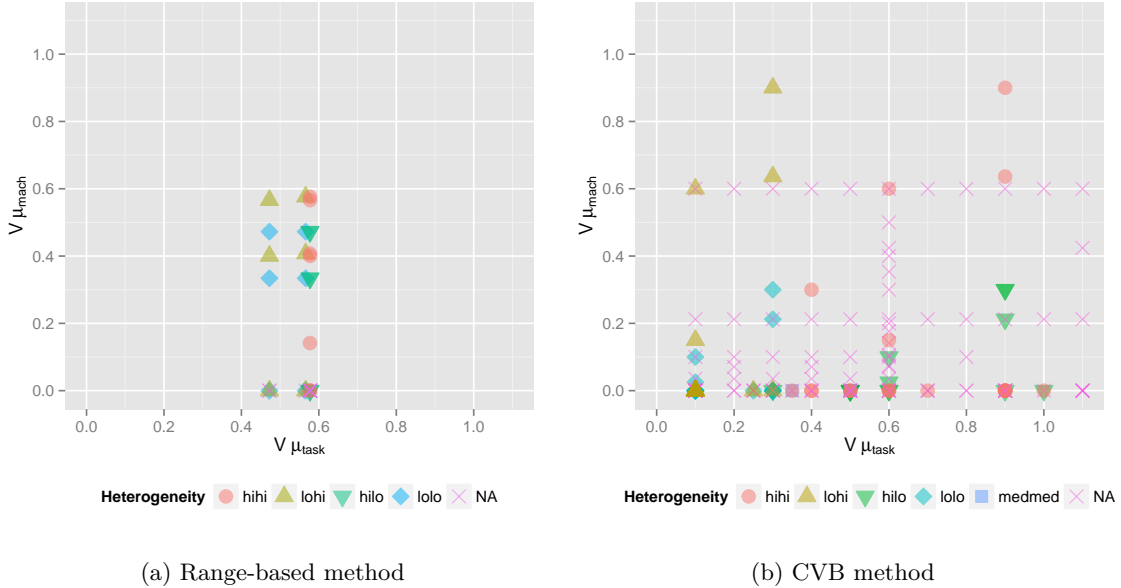 1.0
0.8
0.6
0.4
0.2
0.0
V μmach
0.0 0.2 0.4 0.6 0.8 1.0
V μtask
Heterogeneity hihi lohi hilo lolo NA
(a) Range-based method
1.0
0.8
0.6
0.4
0.2
0.0
V μmach
0.0 0.2 0.4 0.6 0.8 1.0
V μtask
Heterogeneity hihi lohi hilo lolo medmed NA
(b) CVB method